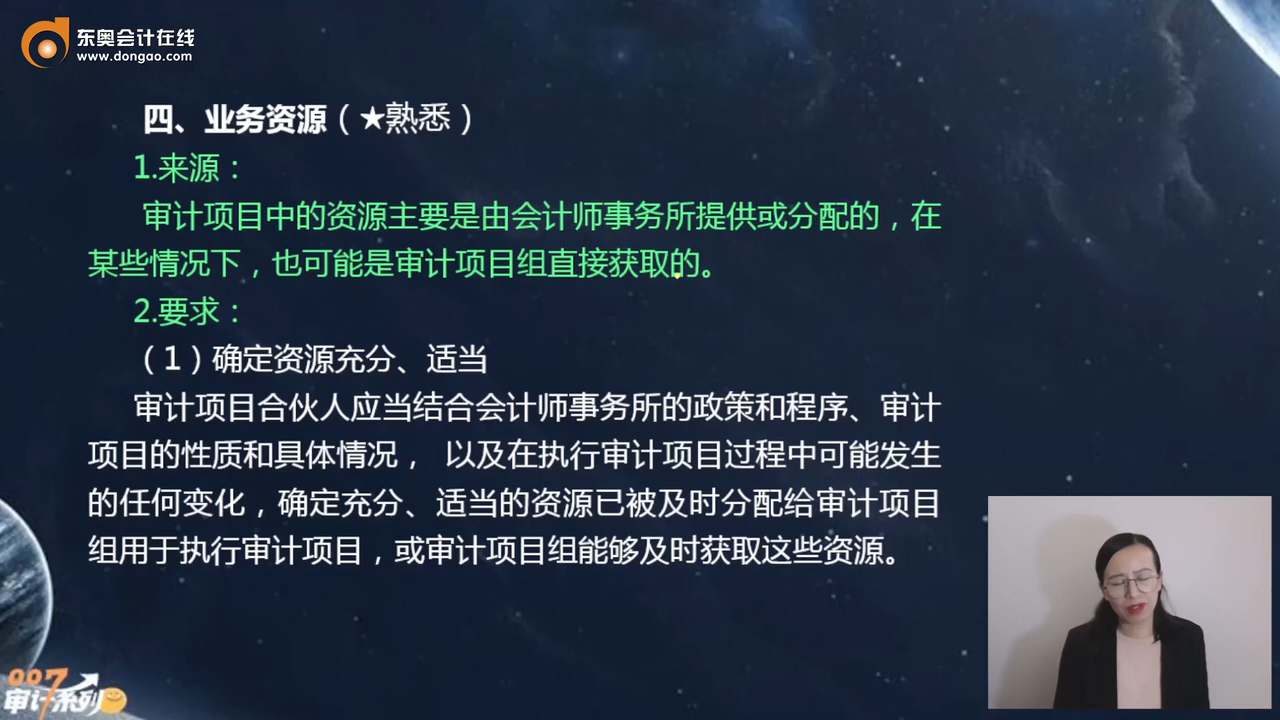 东奥会计在线
www.dongao.com
四、业务资源（★熟悉）
1.来源：
审计项目中的资源主要是由会计师事务所提供或分配的，在
某些情况下，也可能是审计项目组直接获取的。
2.要求：
（1）确定资源充分、适当
审计项目合伙人应当结合会计师事务所的政策和程序、审计
项目的性质和具体情况， 以及在执行审计项目过程中可能发生
的任何变化，确定充分、适当的资源已被及时分配给审计项目
组用于执行审计项目，或审计项目组能够及时获取这些资源。
007
审计系列